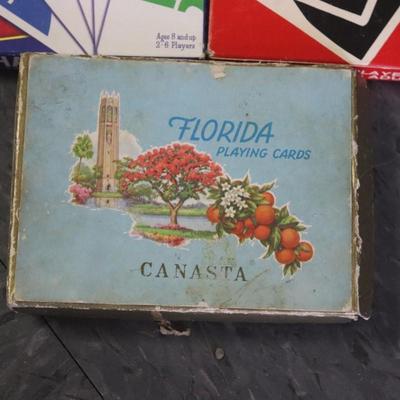 Ages 8 and up
2-6 Players
FLORIDA
PLAYING CARDS
CANASTA